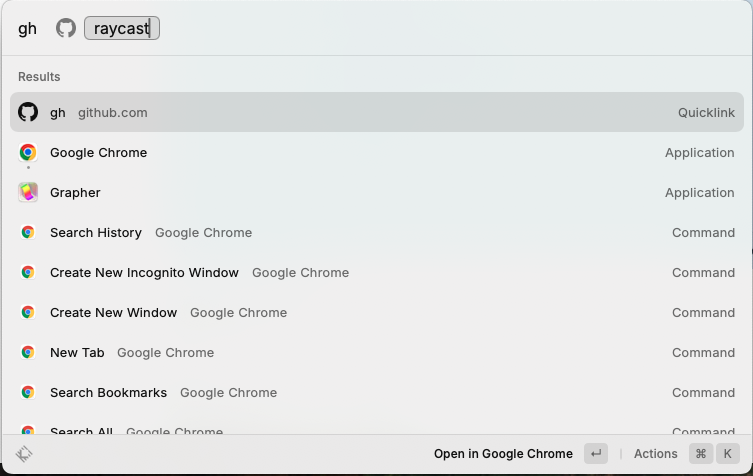 gh raycast
Results
gh github.com Quicklink
Google Chrome Application
Grapher Application
Search History Google Chrome Command
Create New Incognito Window Google Chrome Command
Create New Window Google Chrome Command
New Tab Google Chrome Command
Search Bookmarks Google Chrome Command
Search All Google Chrome Command
Open in Google Chrome ↵ Actions ⌘ K